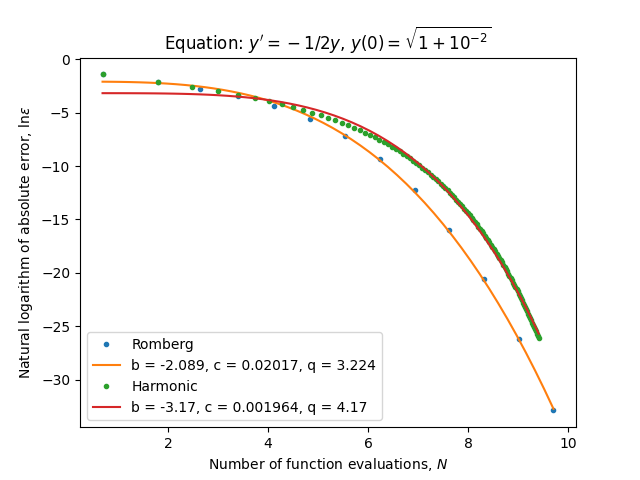 Equation: y′ = −1/2y, y(0) = √1 + 10⁻²
Natural logarithm of absolute error, lnε
0
−5
−10
−15
−20
−25
−30
Romberg
b = -2.089, c = 0.02017, q = 3.224
Harmonic
b = -3.17, c = 0.001964, q = 4.17
2
4
6
8
10
Number of function evaluations, N